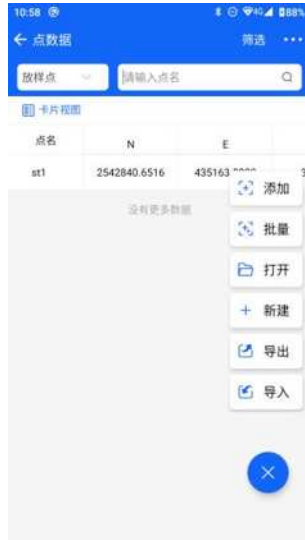 10:58 4G 88%
点数据 筛选 ...
放样点 请输入点名
卡片视图
点名 N E
st1 2542840.6516
没有更多数据
添加
批量
打开
新建
导出
导入